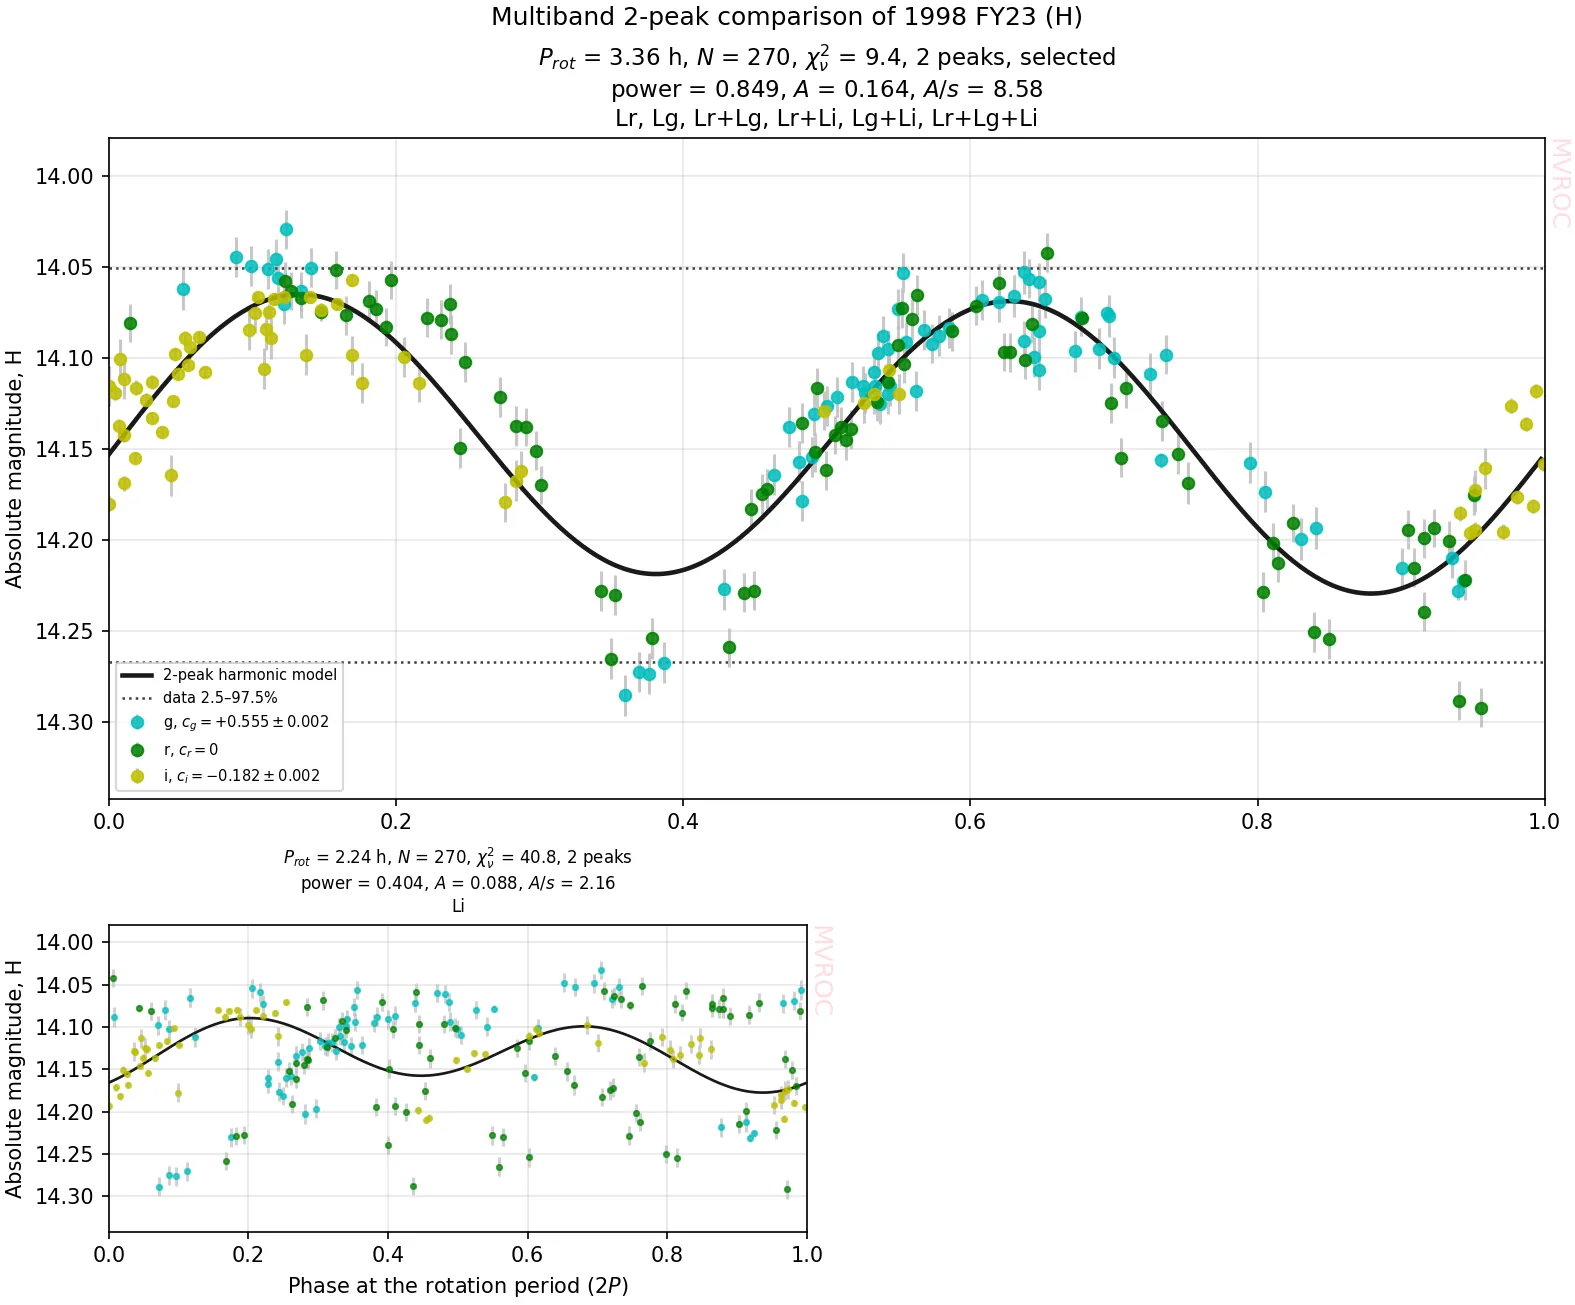 Multiband 2-peak comparison of 1998 FY23 (H)
P_rot = 3.36 h, N = 270, χ²_ν = 9.4, 2 peaks, selected
power = 0.849, A = 0.164, A/s = 8.58
Lr, Lg, Lr+Lg, Lr+Li, Lg+Li, Lr+Lg+Li
MVROC
Absolute magnitude, H
14.00
14.05
14.10
14.15
14.20
14.25
14.30
2-peak harmonic model
data 2.5–97.5%
g, c_g = +0.555 ± 0.002
r, c_r = 0
i, c_i = −0.182 ± 0.002
0.0 0.2 0.4 0.6 0.8 1.0
P_rot = 2.24 h, N = 270, χ²_ν = 40.8, 2 peaks
power = 0.404, A = 0.088, A/s = 2.16
Li
MVROC
Absolute magnitude, H
14.00
14.05
14.10
14.15
14.20
14.25
14.30
0.0 0.2 0.4 0.6 0.8 1.0
Phase at the rotation period (2P)